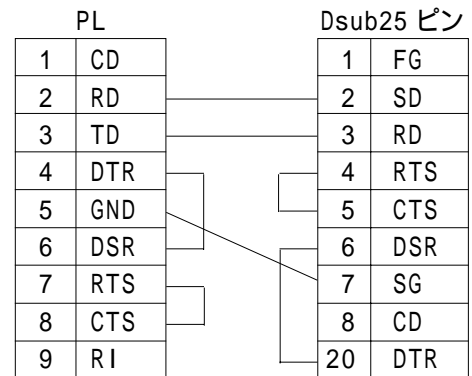 PL Dsub25 ピン
1 CD 1 FG
2 RD 2 SD
3 TD 3 RD
4 DTR 4 RTS
5 GND 5 CTS
6 DSR 6 DSR
7 RTS 7 SG
8 CTS 8 CD
9 RI 20 DTR